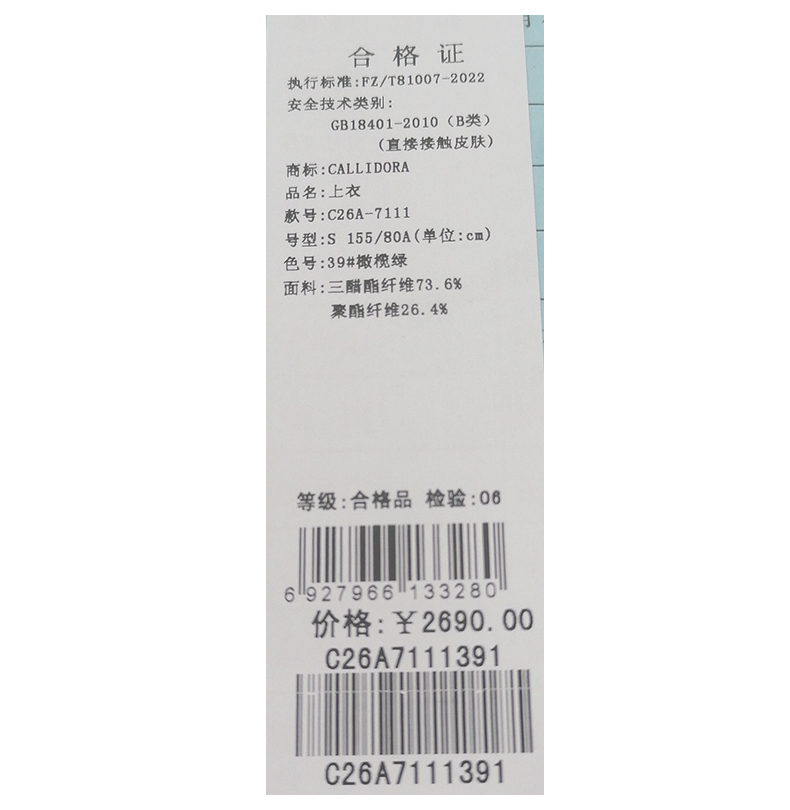 合格证
执行标准:FZ/T81007-2022
安全技术类别:
GB18401-2010（B类）
(直接接触皮肤)
商标:CALLIDORA
品名:上衣
款号:C26A-7111
号型:S 155/80A(单位:cm)
色号:39#橄榄绿
面料:三醋酯纤维73.6%
聚酯纤维26.4%
等级:合格品 检验:06
6 927966 133280
价格:￥2690.00
C26A7111391
C26A7111391